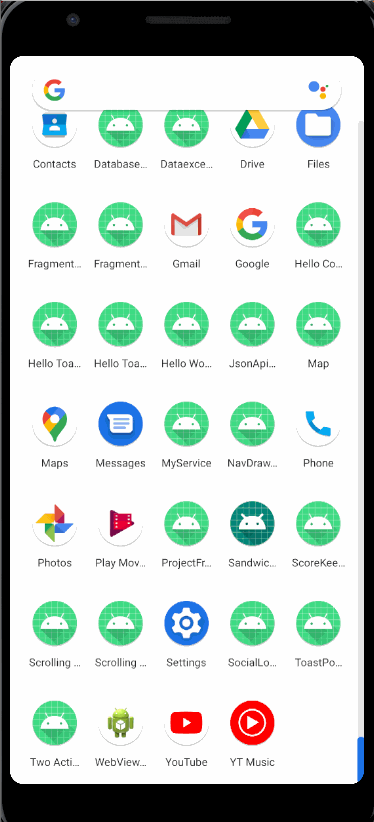 Contacts Database... Dataexce... Drive Files
Fragment... Fragment... Gmail Google Hello Co...
Hello Toa... Hello Toa... Hello Wo... JsonApi... Map
Maps Messages MyService NavDraw... Phone
Photos Play Mov... ProjectFr... Sandwic... ScoreKee...
Scrolling ... Scrolling ... Settings SocialLo... ToastPo...
Two Acti... WebView... YouTube YT Music